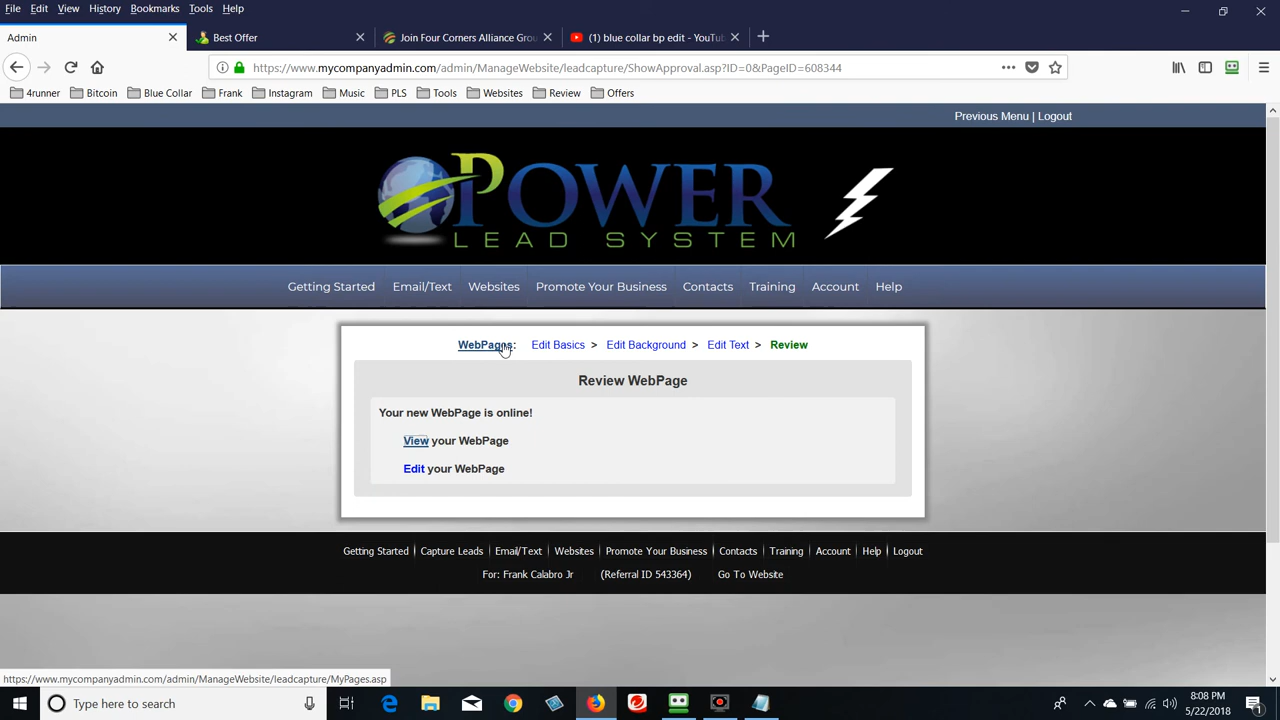 File Edit View History Bookmarks Tools Help
Admin
Best Offer
Join Four Corners Alliance Grou
(1) blue collar bp edit - YouTub
https://www.mycompanyadmin.com/admin/ManageWebsite/leadcapture/ShowApproval.asp?ID=0&PageID=608344
4runner Bitcoin Blue Collar Frank Instagram Music PLS Tools Websites Review Offers
Previous Menu | Logout
POWER
LEAD SYSTEM
Getting Started Email/Text Websites Promote Your Business Contacts Training Account Help
WebPages: Edit Basics > Edit Background > Edit Text > Review
Review WebPage
Your new WebPage is online!
View your WebPage
Edit your WebPage
Getting Started | Capture Leads | Email/Text | Websites | Promote Your Business | Contacts | Training | Account | Help | Logout
For: Frank Calabro Jr (Referral ID 543364) Go To Website
https://www.mycompanyadmin.com/admin/ManageWebsite/leadcapture/MyPages.asp
Type here to search
8:08 PM
5/22/2018
1